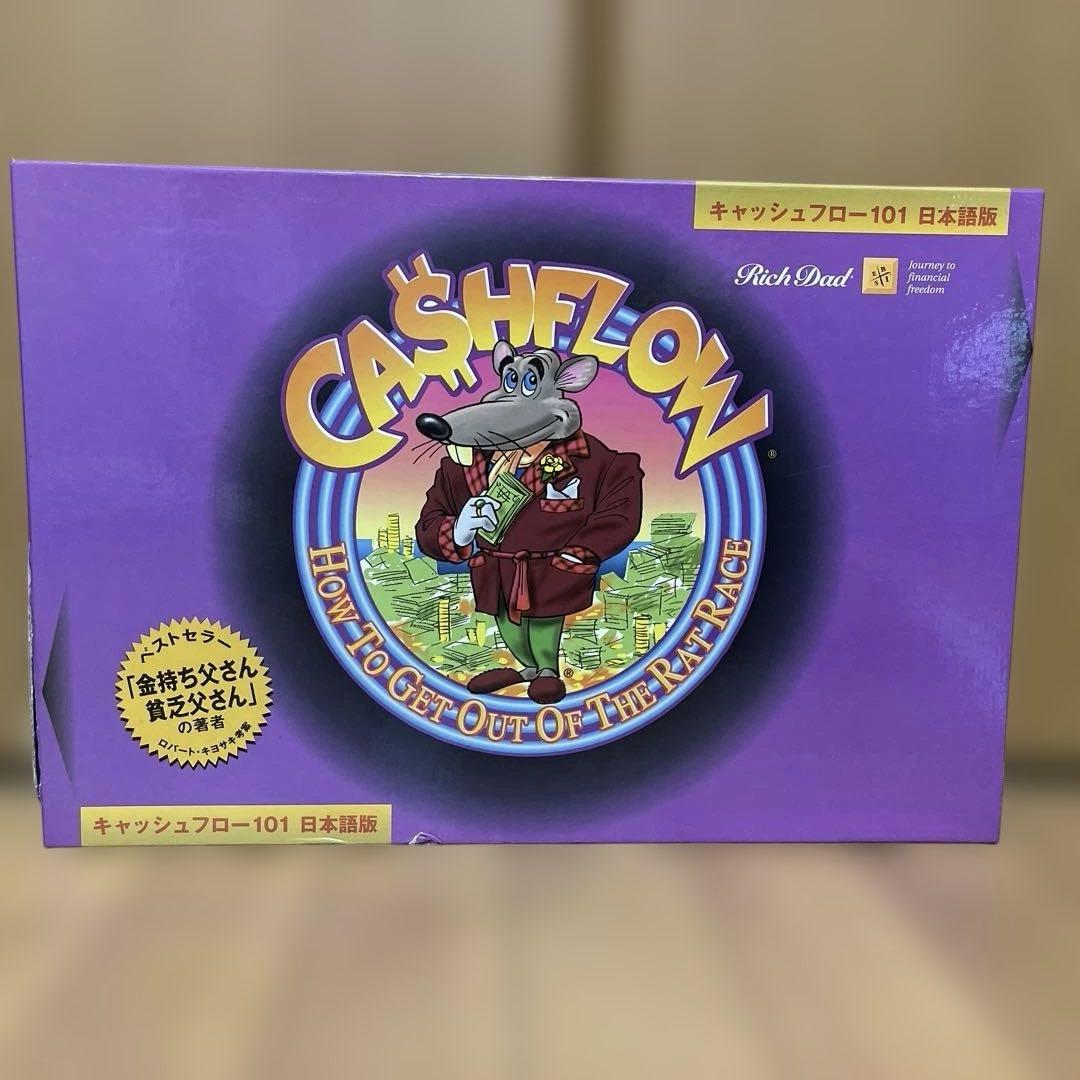 キャッシュフロー101 日本語版
Rich Dad
E B S I
Journey to
financial
freedom
CA$HFLOW
®
HOW TO GET OUT OF THE RAT RACE
®
ベストセラー
「金持ち父さん
貧乏父さん」
の著者
ロバート・キヨサキ考案
キャッシュフロー101 日本語版